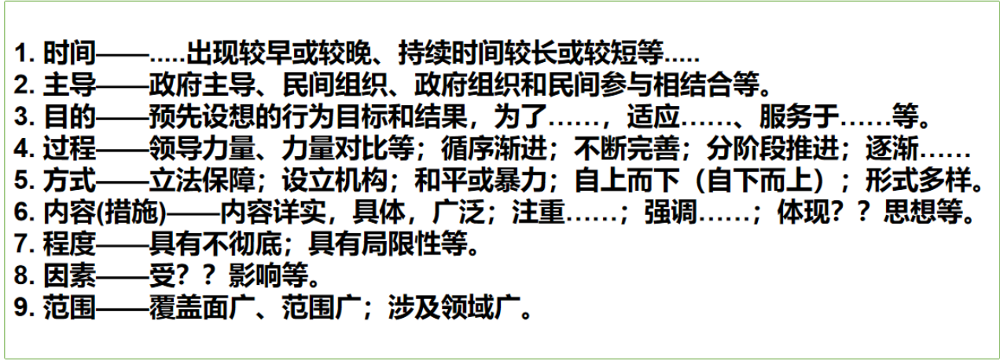 1. 时间——.....出现较早或较晚、持续时间较长或较短等.....
2. 主导——政府主导、民间组织、政府组织和民间参与相结合等。
3. 目的——预先设想的行为目标和结果，为了……，适应……、服务于……等。
4. 过程——领导力量、力量对比等；循序渐进；不断完善；分阶段推进；逐渐……
5. 方式——立法保障；设立机构；和平或暴力；自上而下（自下而上）；形式多样。
6. 内容(措施)——内容详实，具体，广泛；注重……；强调……；体现？？思想等。
7. 程度——具有不彻底；具有局限性等。
8. 因素——受？？影响等。
9. 范围——覆盖面广、范围广；涉及领域广。